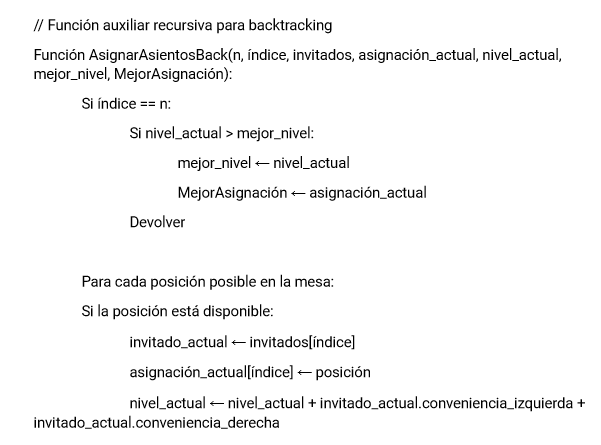 // Función auxiliar recursiva para backtracking
Función AsignarAsientosBack(n, índice, invitados, asignación_actual, nivel_actual,
mejor_nivel, MejorAsignación):
Si índice == n:
Si nivel_actual > mejor_nivel:
mejor_nivel ← nivel_actual
MejorAsignación ← asignación_actual
Devolver
Para cada posición posible en la mesa:
Si la posición está disponible:
invitado_actual ← invitados[índice]
asignación_actual[índice] ← posición
nivel_actual ← nivel_actual + invitado_actual.conveniencia_izquierda +
invitado_actual.conveniencia_derecha